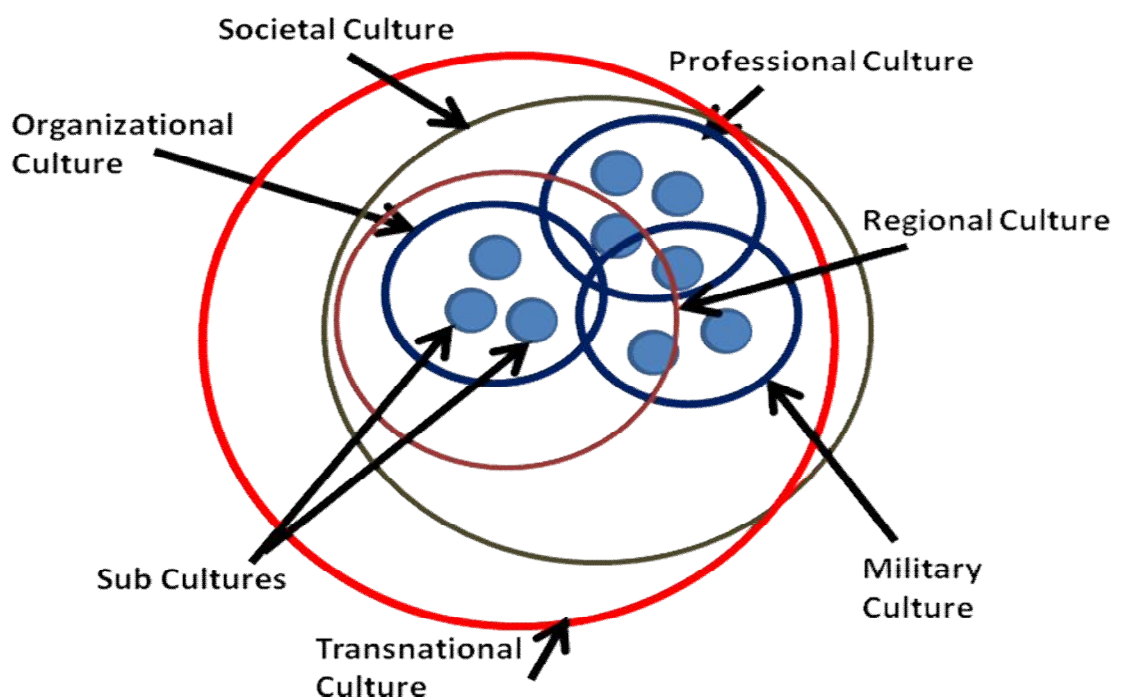 Societal Culture
Professional Culture
Organizational
Culture
Regional Culture
Sub Cultures
Military
Culture
Transnational
Culture